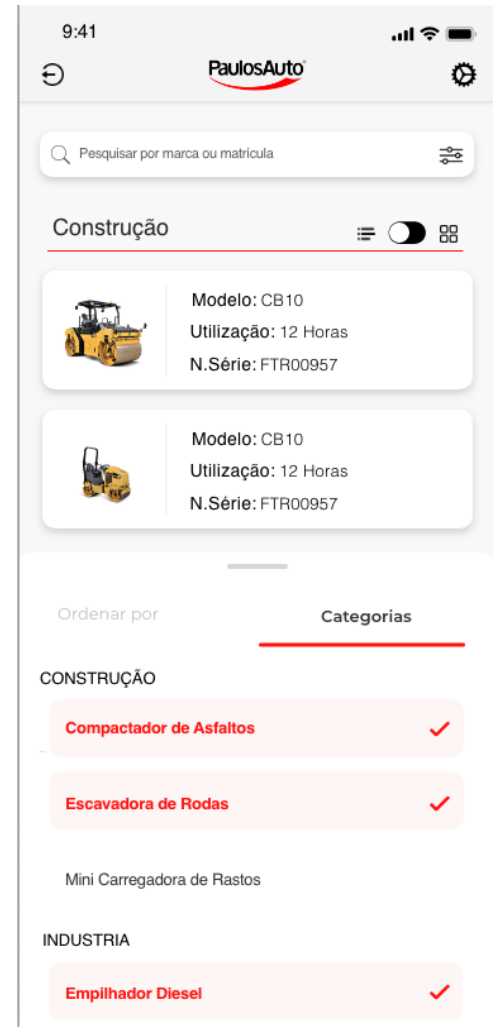 9:41
PaulosAuto
Pesquisar por marca ou matrícula
Construção
Modelo: CB10
Utilização: 12 Horas
N.Série: FTR00957
Modelo: CB10
Utilização: 12 Horas
N.Série: FTR00957
Ordenar por
Categorias
CONSTRUÇÃO
Compactador de Asfaltos
Escavadora de Rodas
Mini Carregadora de Rastos
INDUSTRIA
Empilhador Diesel